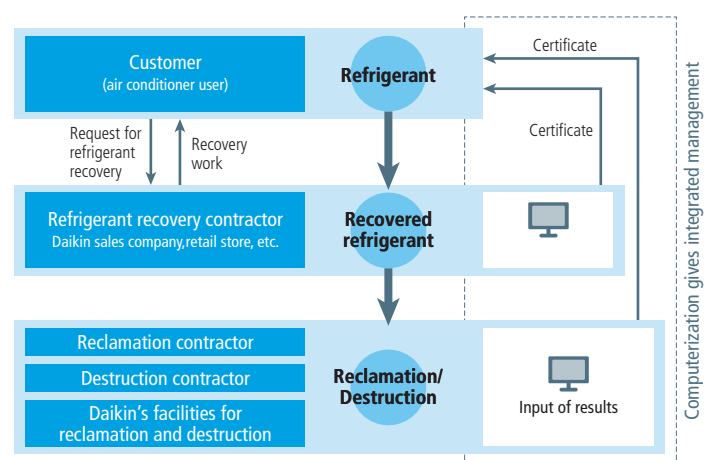 Customer
(air conditioner user)
Refrigerant
Certificate
Certificate
Request for
refrigerant
recovery
Recovery
work
Refrigerant recovery contractor
Daikin sales company,retail store, etc.
Recovered
refrigerant
Reclamation contractor
Destruction contractor
Daikin's facilities for
reclamation and destruction
Reclamation/
Destruction
Input of results
Computerization gives integrated management